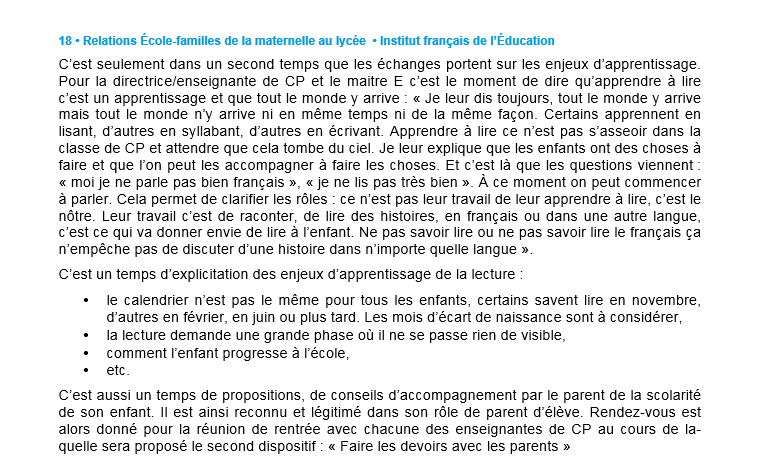 18 • Relations École-familles de la maternelle au lycée • Institut français de l'Éducation
C'est seulement dans un second temps que les échanges portent sur les enjeux d'apprentissage.
Pour la directrice/enseignante de CP et le maitre E c'est le moment de dire qu'apprendre à lire
c'est un apprentissage et que tout le monde y arrive : « Je leur dis toujours, tout le monde y arrive
mais tout le monde n'y arrive ni en même temps ni de la même façon. Certains apprennent en
lisant, d'autres en syllabant, d'autres en écrivant. Apprendre à lire ce n'est pas s'asseoir dans la
classe de CP et attendre que cela tombe du ciel. Je leur explique que les enfants ont des choses à
faire et que l'on peut les accompagner à faire les choses. Et c'est là que les questions viennent :
« moi je ne parle pas bien français », « je ne lis pas très bien ». À ce moment on peut commencer
à parler. Cela permet de clarifier les rôles : ce n'est pas leur travail de leur apprendre à lire, c'est le
nôtre. Leur travail c'est de raconter, de lire des histoires, en français ou dans une autre langue,
c'est ce qui va donner envie de lire à l'enfant. Ne pas savoir lire ou ne pas savoir lire le français ça
n'empêche pas de discuter d'une histoire dans n'importe quelle langue ».
C'est un temps d'explicitation des enjeux d'apprentissage de la lecture :
• le calendrier n'est pas le même pour tous les enfants, certains savent lire en novembre,
d'autres en février, en juin ou plus tard. Les mois d'écart de naissance sont à considérer,
• la lecture demande une grande phase où il ne se passe rien de visible,
• comment l'enfant progresse à l'école,
• etc.
C'est aussi un temps de propositions, de conseils d'accompagnement par le parent de la scolarité
de son enfant. Il est ainsi reconnu et légitimé dans son rôle de parent d'élève. Rendez-vous est
alors donné pour la réunion de rentrée avec chacune des enseignantes de CP au cours de la-
quelle sera proposé le second dispositif : « Faire les devoirs avec les parents »